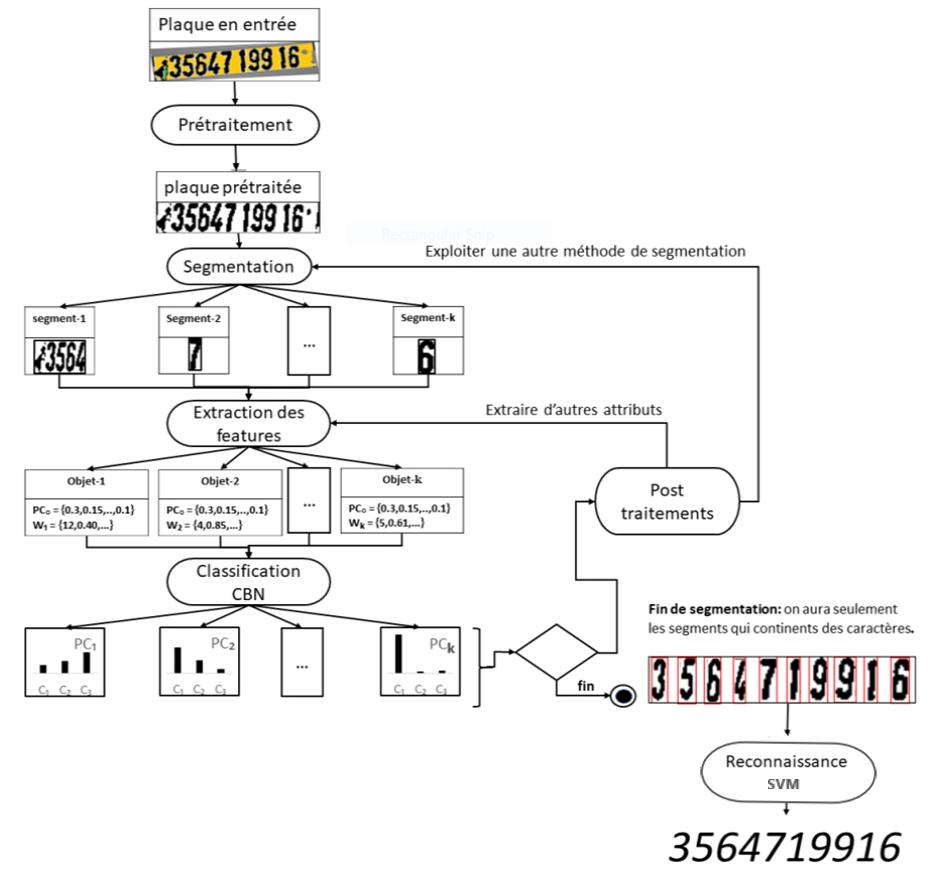 Plaque en entrée
35647 199 16
Prétraitement
plaque prétraitée
35647 199 16
Rectangular Snip
Segmentation
Exploiter une autre méthode de segmentation
segment-1
Segment-2
Segment-k
3564
7
...
6
Extraction des
features
Extraire d'autres attributs
Objet-1
Objet-2
Objet-k
PC₀ = {0.3,0.15,..,0.1}
W₁ = {12,0.40,...}
PC₀ = {0.3,0.15,..,0.1}
W₂ = {4,0.85,...}
...
PC₀ = {0.3,0.15,..,0.1}
Wk = {5,0.61,...}
Post
traitements
Classification
CBN
PC₁
C₁ C₂ C₃
PC₂
C₁ C₂ C₃
...
PCk
C₁ C₂ C₃
fin
Fin de segmentation: on aura seulement
les segments qui continents des caractères.
3 5 6 4 7 1 9 9 1 6
Reconnaissance
SVM
3564719916